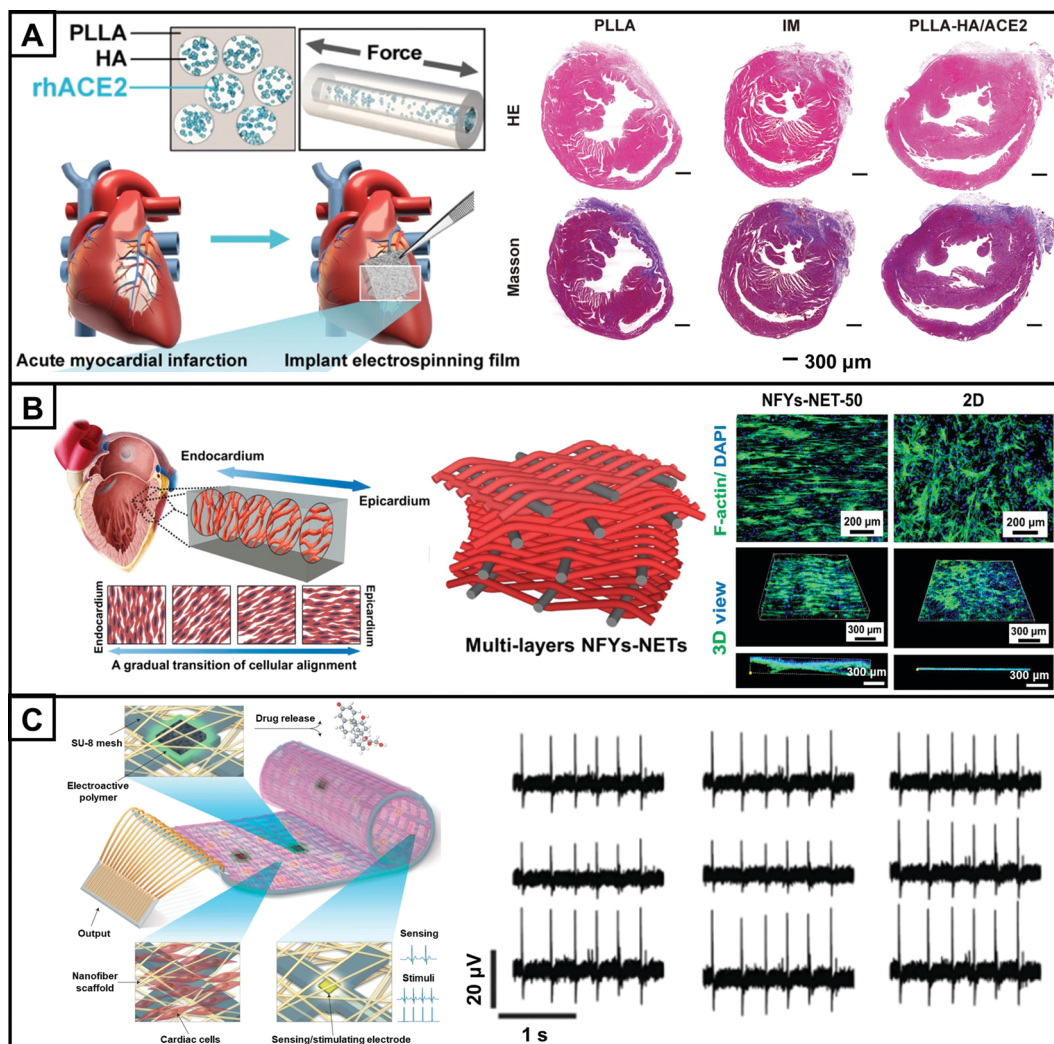 A
PLLA
HA
rhACE2
Force
Acute myocardial infarction
Implant electrospinning film
PLLA
IM
PLLA-HA/ACE2
HE
Masson
300 μm
B
Endocardium
Epicardium
Endocardium
Epicardium
A gradual transition of cellular alignment
Multi-layers NFYs-NETs
NFYs-NET-50
2D
F-actin/ DAPI
200 μm
200 μm
3D view
300 μm
300 μm
300 μm
300 μm
C
SU-8 mesh
Electroactive
polymer
Drug release
Output
Nanofiber
scaffold
Cardiac cells
Sensing/stimulating electrode
Sensing
Stimuli
20 μV
1 s